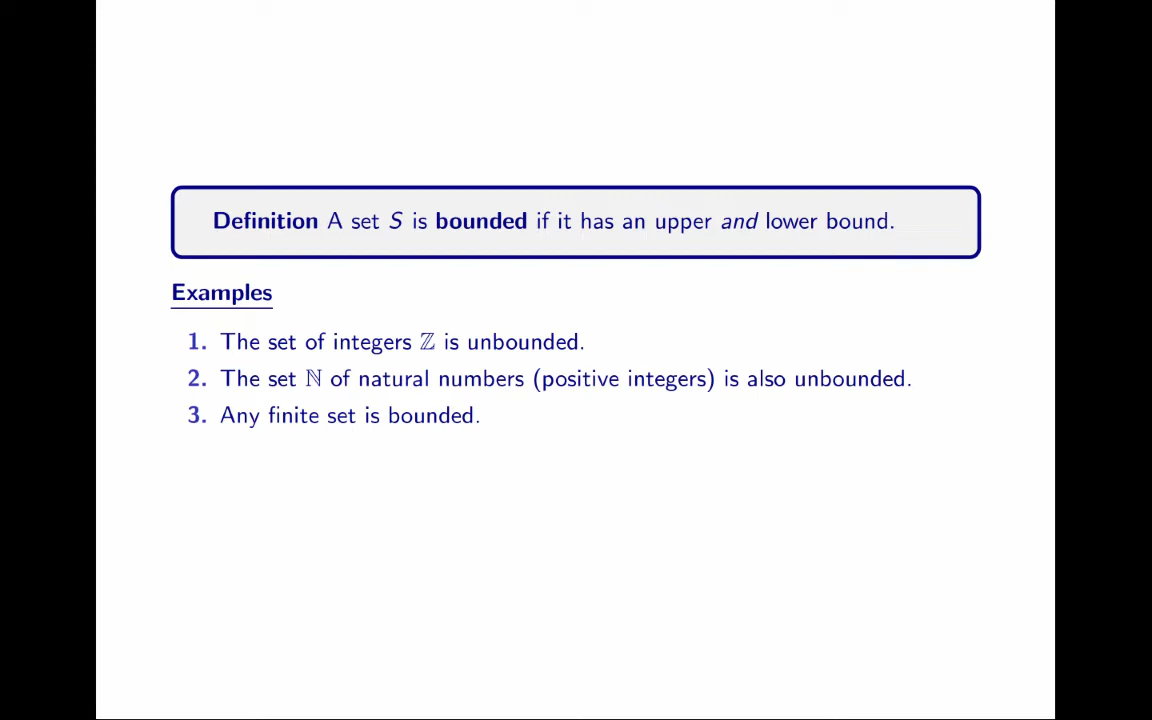 Definition A set S is bounded if it has an upper and lower bound.
Examples
1. The set of integers ℤ is unbounded.
2. The set ℕ of natural numbers (positive integers) is also unbounded.
3. Any finite set is bounded.